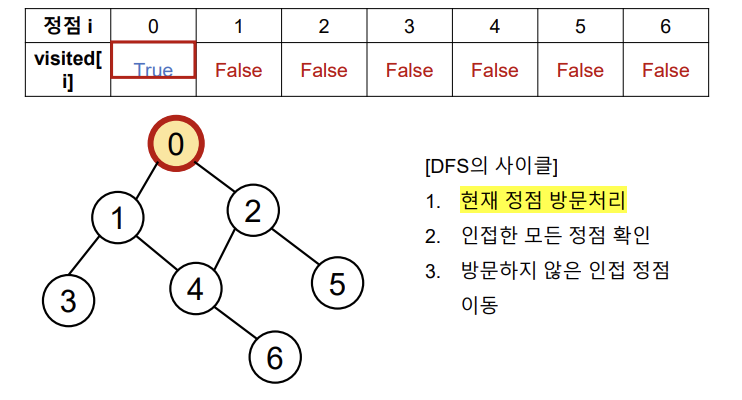 정점 i 0 1 2 3 4 5 6
visited[
i] True False False False False False False
0
1 2
3 4 5
6
[DFS의 사이클]
1. 현재 정점 방문처리
2. 인접한 모든 정점 확인
3. 방문하지 않은 인접 정점
이동